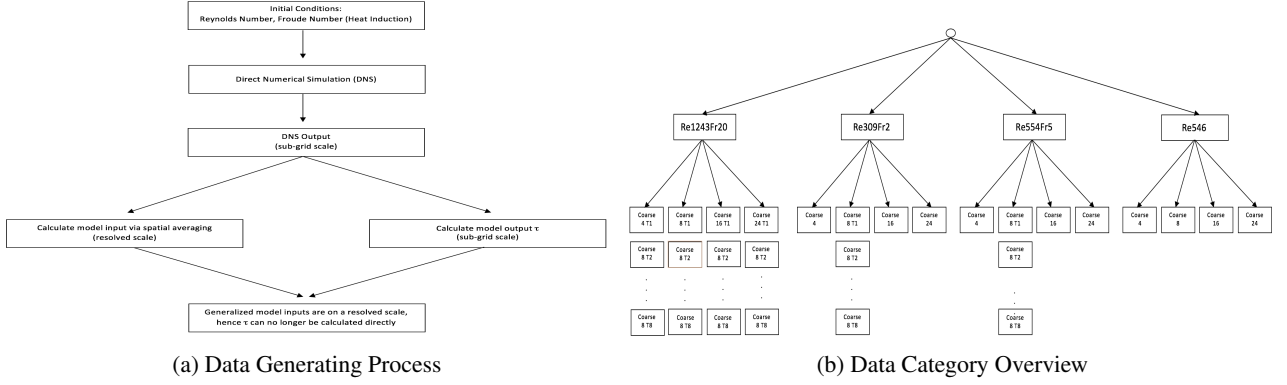 Initial Conditions:
Reynolds Number, Froude Number (Heat Induction)
Direct Numerical Simulation (DNS)
DNS Output
(sub-grid scale)
Calculate model input via spatial averaging
(resolved scale)
Calculate model output τ
(sub-grid scale)
Generalized model inputs are on a resolved scale,
hence τ can no longer be calculated directly
(a) Data Generating Process
Re1243Fr20
Re309Fr2
Re554Fr5
Re546
Coarse
4 T1
Coarse
8 T1
Coarse
16 T1
Coarse
24 T1
Coarse
4
Coarse
8 T1
Coarse
16
Coarse
24
Coarse
4
Coarse
8 T1
Coarse
16
Coarse
24
Coarse
4
Coarse
8
Coarse
16
Coarse
24
Coarse
8 T2
Coarse
8 T2
Coarse
8 T2
Coarse
8 T2
Coarse
8 T2
Coarse
8 T2
Coarse
8 T8
Coarse
8 T8
Coarse
8 T8
Coarse
8 T8
Coarse
8 T8
Coarse
8 T8
(b) Data Category Overview